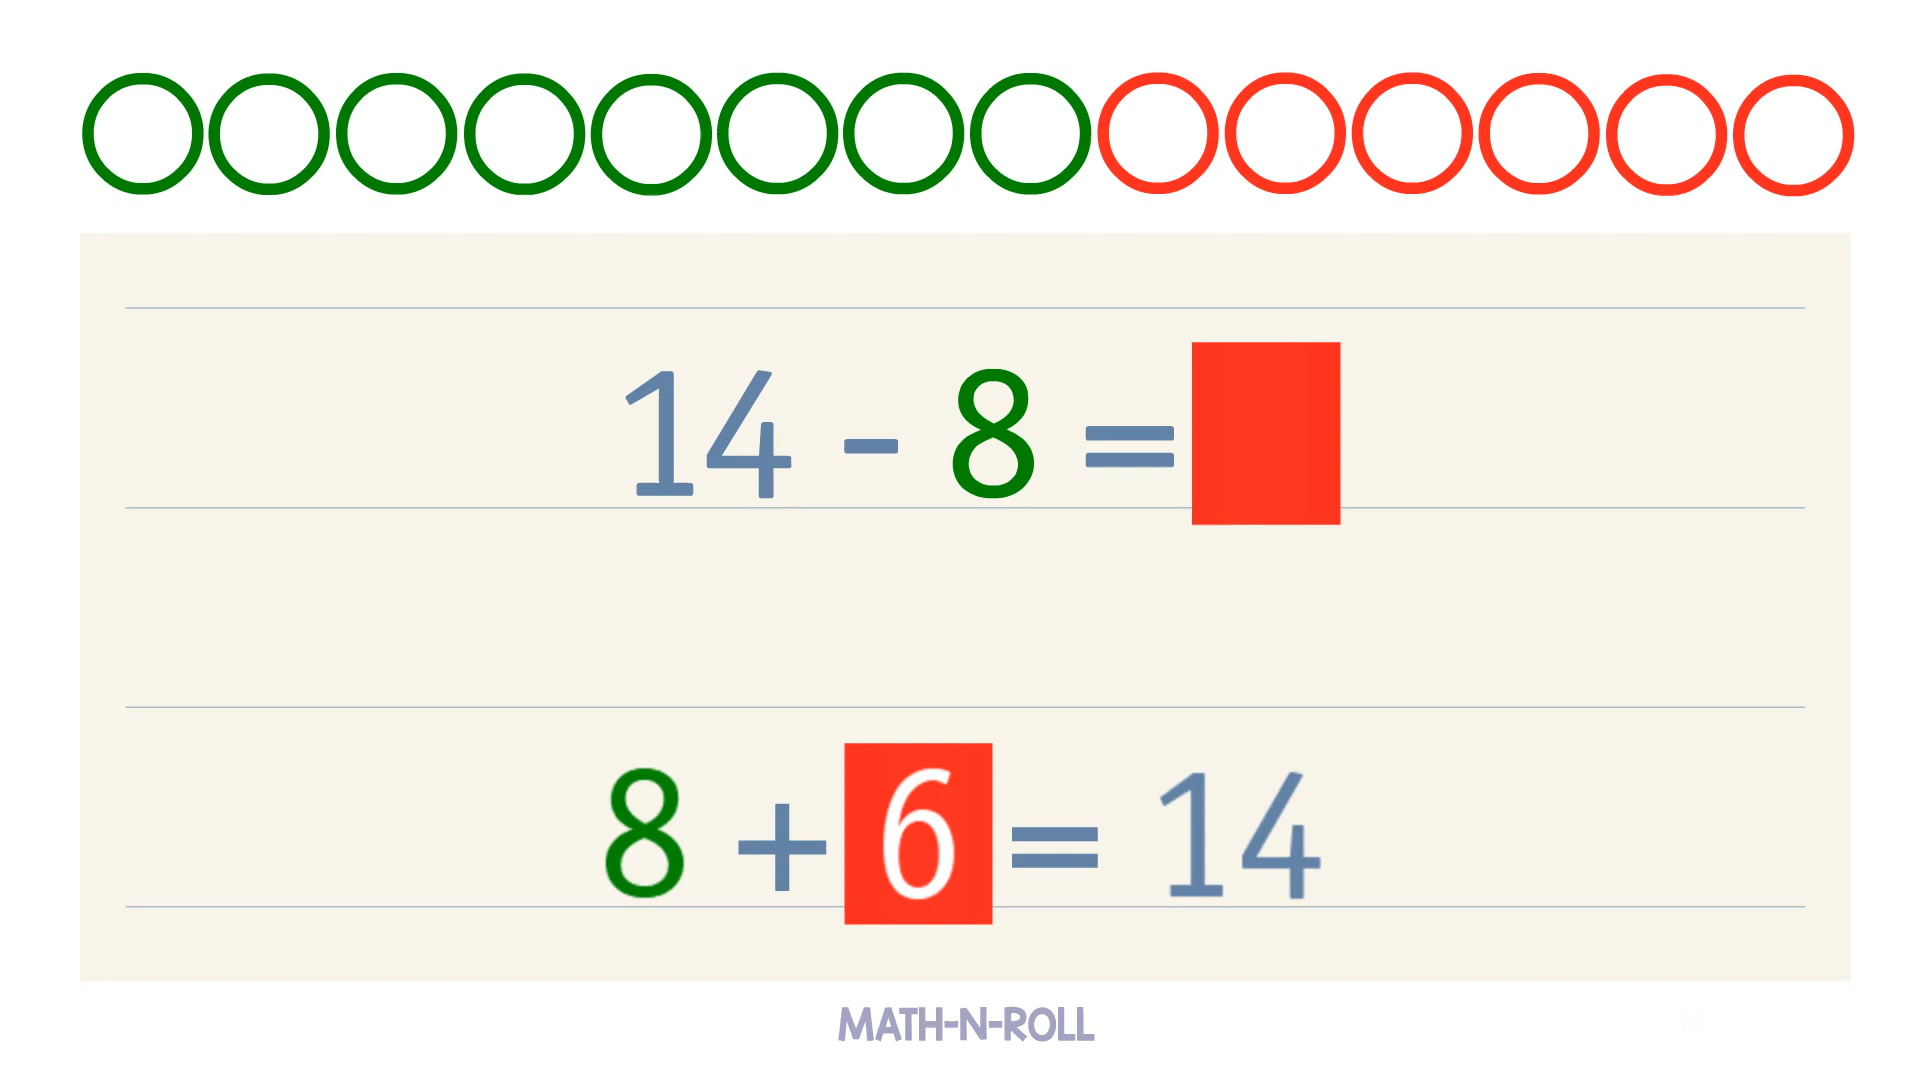 14 - 8 =
8 + 6 = 14
MATH-N-ROLL